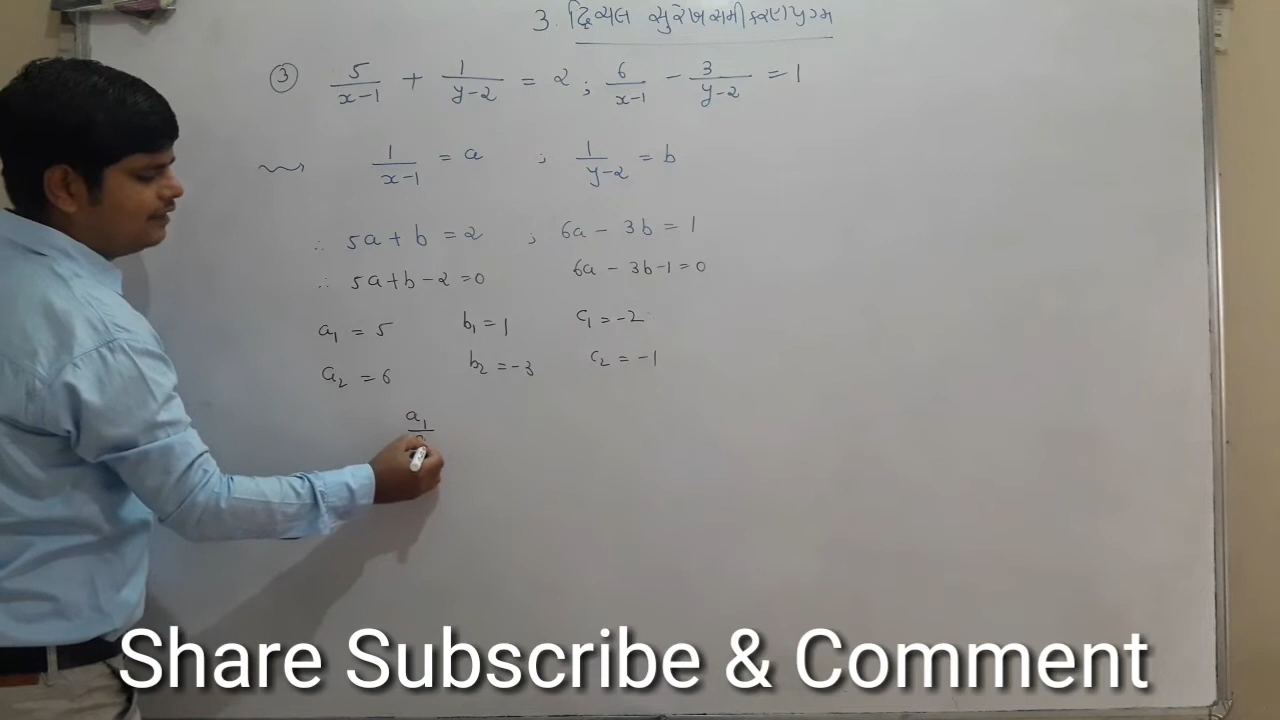 3. દ્વિચલ સુરેખ સમીકરણયુગ્મ
③ 5/(x-1) + 1/(y-2) = 2 ; 6/(x-1) - 3/(y-2) = 1
1/(x-1) = a ; 1/(y-2) = b
∴ 5a + b = 2 ; 6a - 3b = 1
∴ 5a+b-2=0 6a - 3b-1=0
a₁ = 5 b₁ = 1 c₁ = -2
a₂ = 6 b₂ = -3 c₂ = -1
a₁
Share Subscribe & Comment